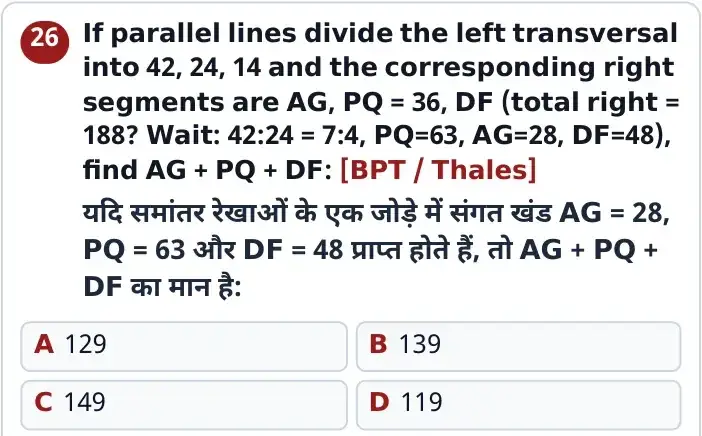 26 If parallel lines divide the left transversal
into 42, 24, 14 and the corresponding right
segments are AG, PQ = 36, DF (total right =
188? Wait: 42:24 = 7:4, PQ=63, AG=28, DF=48),
find AG + PQ + DF: [BPT / Thales]
यदि समांतर रेखाओं के एक जोड़े में संगत खंड AG = 28,
PQ = 63 और DF = 48 प्राप्त होते हैं, तो AG + PQ +
DF का मान है:
A 129
B 139
C 149
D 119